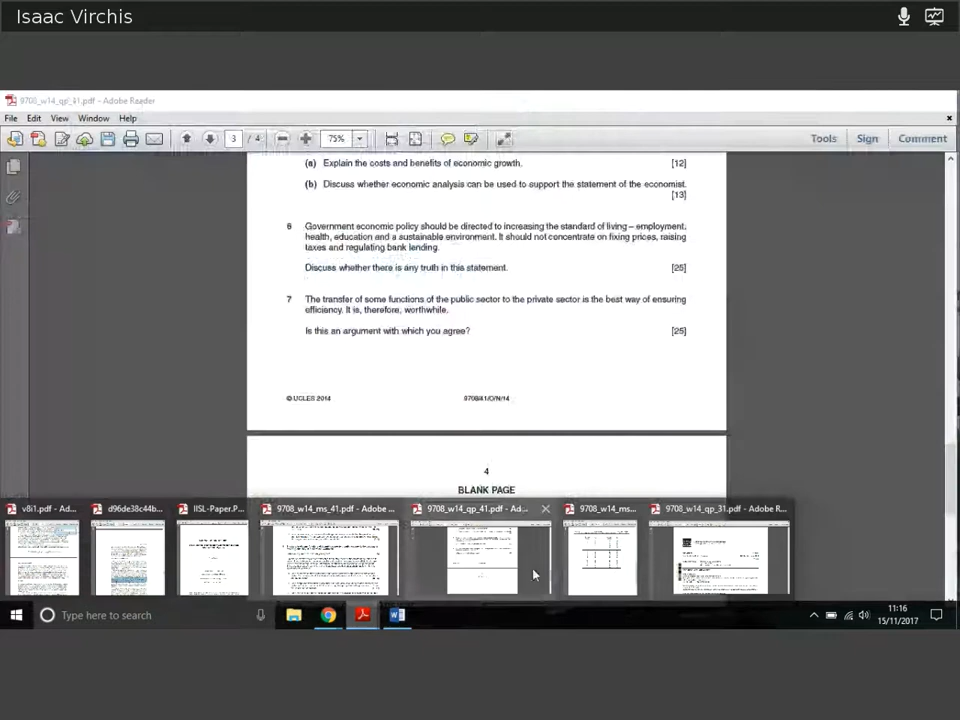 Isaac Virchis
9708_w14_qp_41.pdf - Adobe Reader
File Edit View Window Help
3 / 4 75% Tools Sign Comment
(a) Explain the costs and benefits of economic growth. [12]
(b) Discuss whether economic analysis can be used to support the statement of the economist.
[13]
6 Government economic policy should be directed to increasing the standard of living – employment,
health, education and a sustainable environment. It should not concentrate on fixing prices, raising
taxes and regulating bank lending.
Discuss whether there is any truth in this statement. [25]
7 The transfer of some functions of the public sector to the private sector is the best way of ensuring
efficiency. It is, therefore, worthwhile.
Is this an argument with which you agree? [25]
© UCLES 2014 9708/41/O/N/14
4
BLANK PAGE
v8i1.pdf - Ad... d96de38c44b... IISL-Paper.P... 9708_w14_ms_41.pdf - Adobe ... 9708_w14_qp_41.pdf - Ad... 9708_w14_ms... 9708_w14_qp_31.pdf - Adobe R...
Type here to search 11:16
15/11/2017